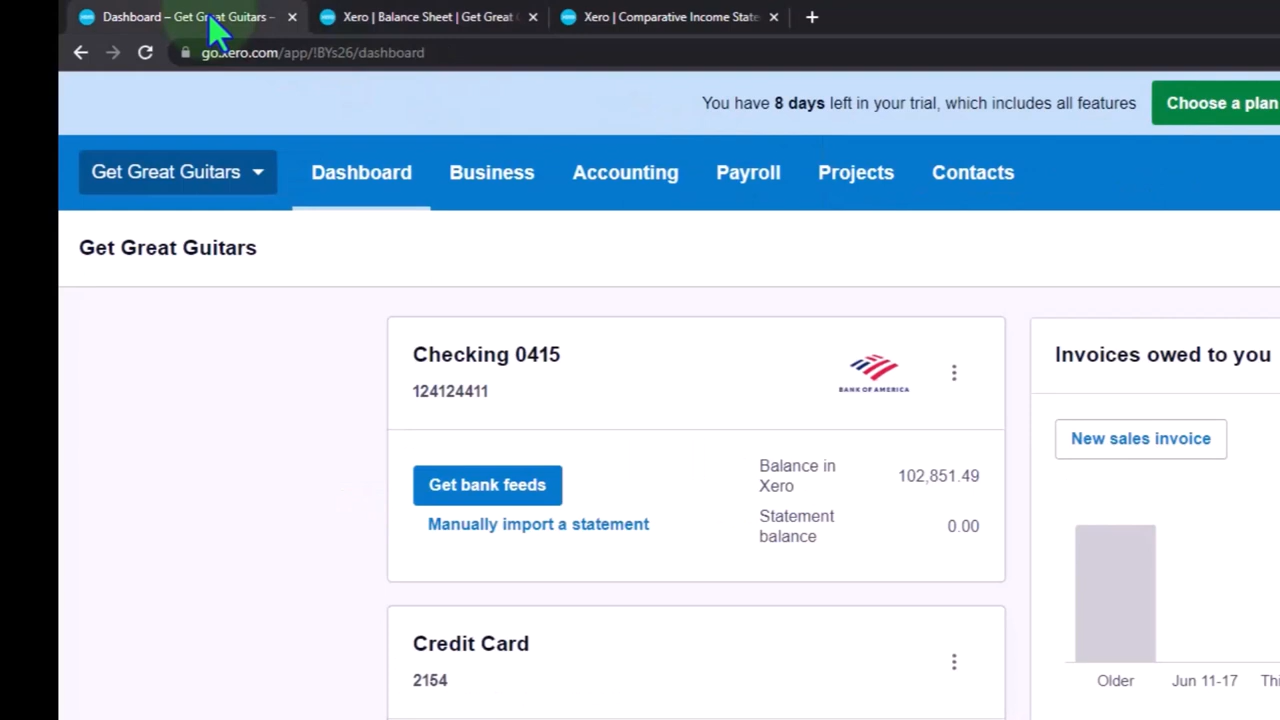 Dashboard – Get Great Guitars –
Xero | Balance Sheet | Get Great
Xero | Comparative Income State
go.xero.com/app/!BYs26/dashboard
You have 8 days left in your trial, which includes all features
Choose a plan
Get Great Guitars
Dashboard
Business
Accounting
Payroll
Projects
Contacts
Get Great Guitars
Checking 0415
124124411
BANK OF AMERICA
Invoices owed to you
New sales invoice
Get bank feeds
Manually import a statement
Balance in
Xero
102,851.49
Statement
balance
0.00
Credit Card
2154
Older
Jun 11-17
Thi